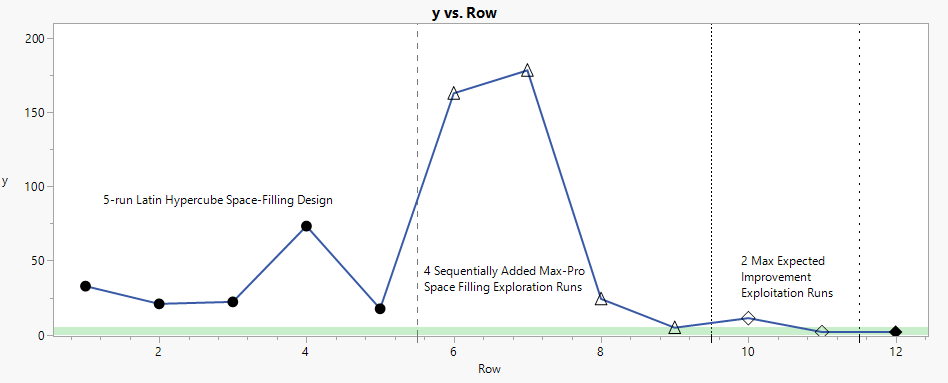 y vs. Row
200
150
100
50
0
y
5-run Latin Hypercube Space-Filling Design
4 Sequentially Added Max-Pro
Space Filling Exploration Runs
2 Max Expected
Improvement
Exploitation Runs
2
4
6
8
10
12
Row